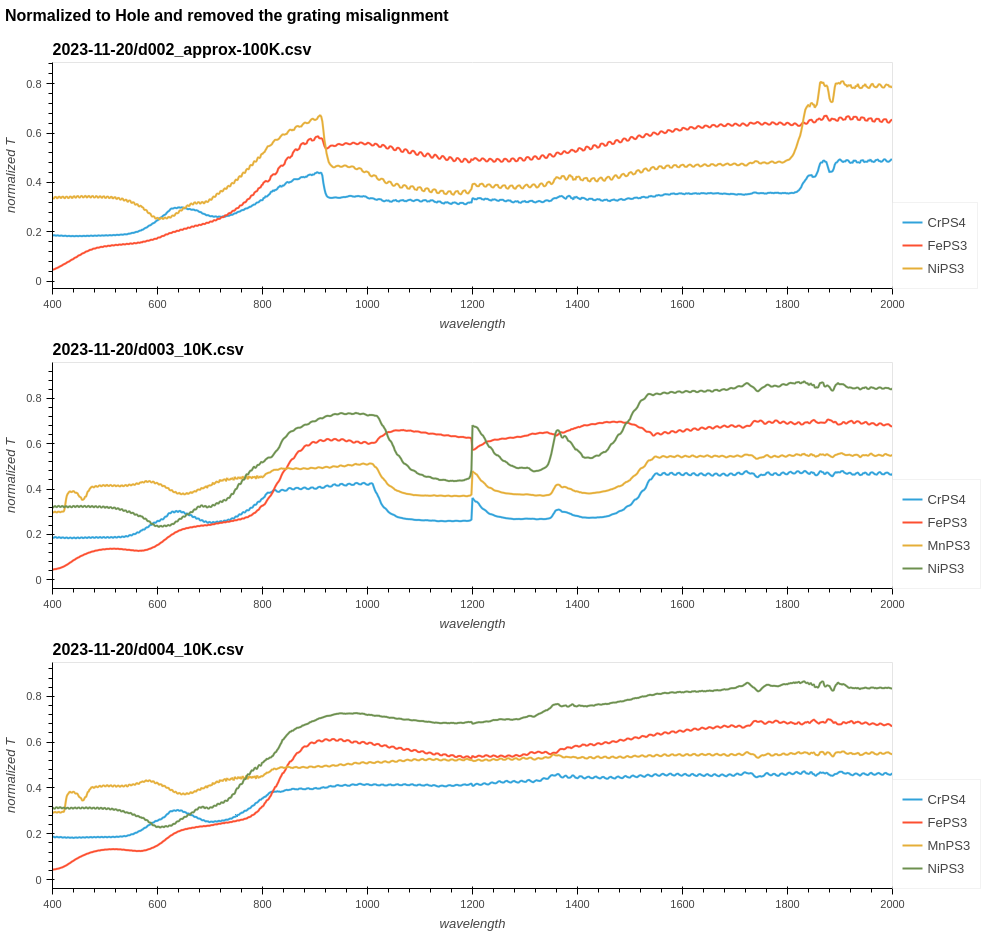 Normalized to Hole and removed the grating misalignment
2023-11-20/d002_approx-100K.csv
normalized T
0.8
0.6
0.4
0.2
0
400 600 800 1000 1200 1400 1600 1800 2000
wavelength
CrPS4
FePS3
NiPS3
2023-11-20/d003_10K.csv
normalized T
0.8
0.6
0.4
0.2
0
400 600 800 1000 1200 1400 1600 1800 2000
wavelength
CrPS4
FePS3
MnPS3
NiPS3
2023-11-20/d004_10K.csv
normalized T
0.8
0.6
0.4
0.2
0
400 600 800 1000 1200 1400 1600 1800 2000
wavelength
CrPS4
FePS3
MnPS3
NiPS3